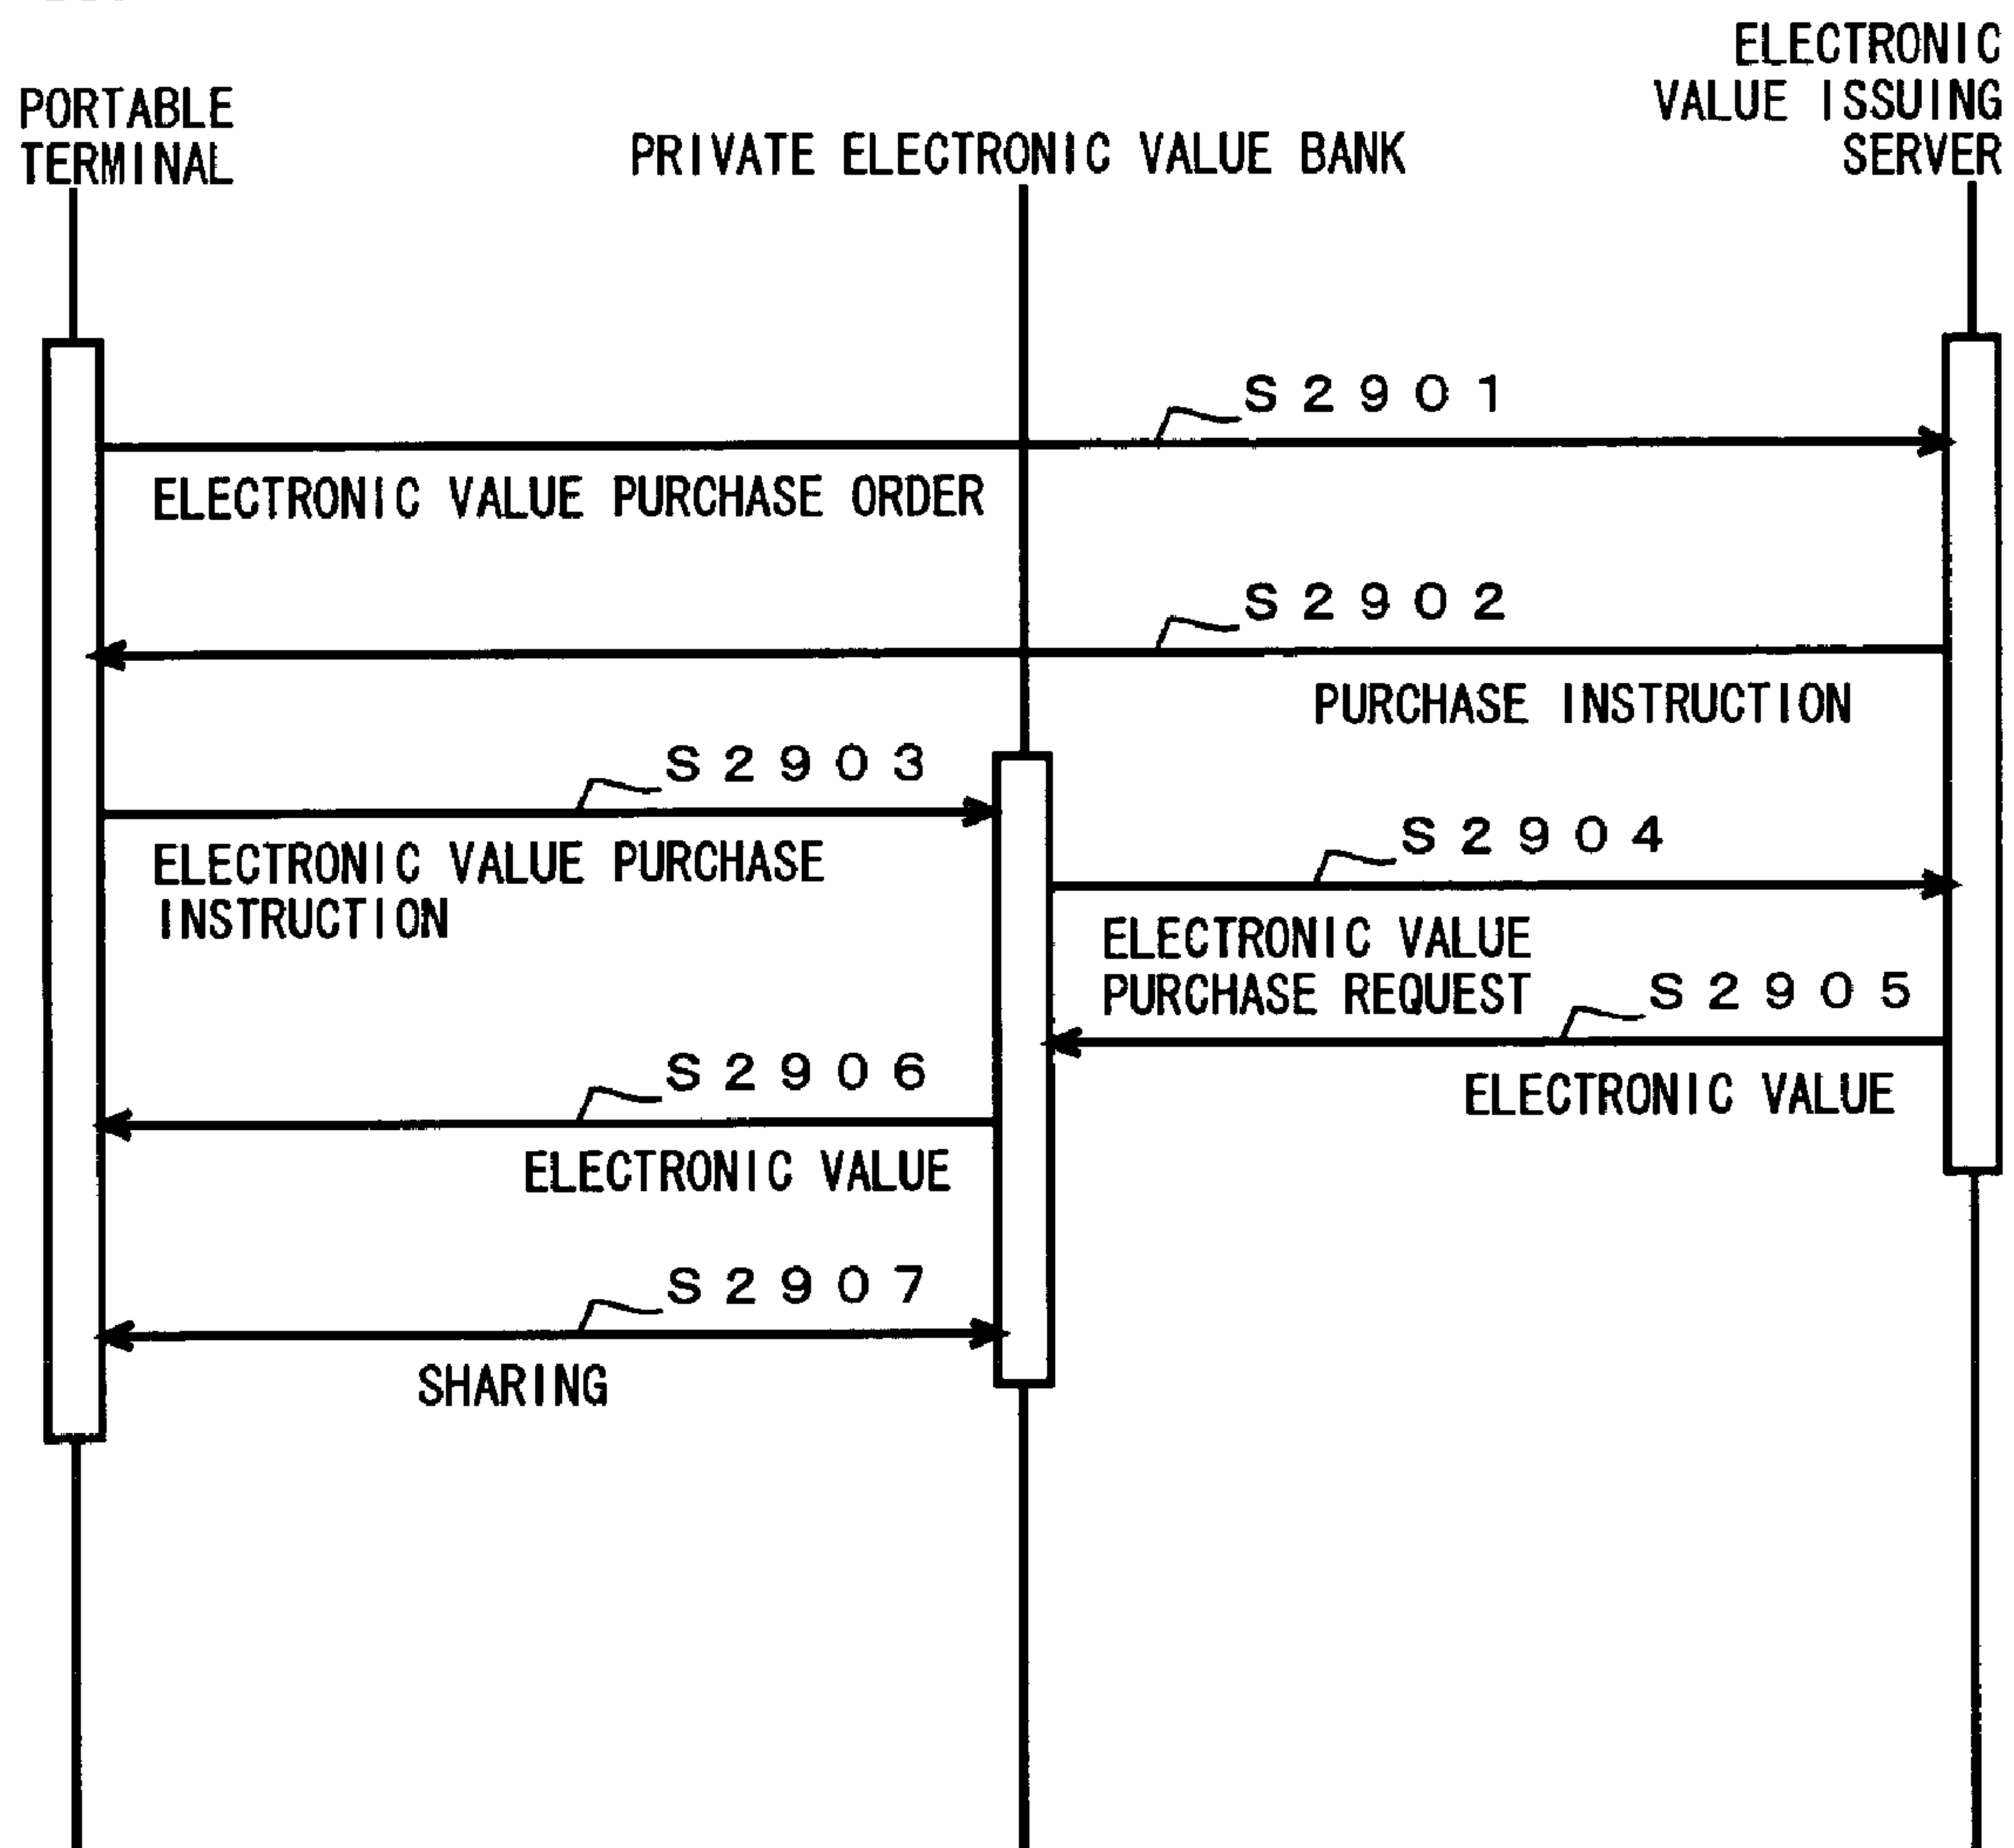 PORTABLE
TERMINAL
PRIVATE ELECTRONIC VALUE BANK
ELECTRONIC
VALUE ISSUING
SERVER
S2901
ELECTRONIC VALUE PURCHASE ORDER
S2902
PURCHASE INSTRUCTION
S2903
ELECTRONIC VALUE PURCHASE
INSTRUCTION
S2904
ELECTRONIC VALUE
PURCHASE REQUEST
S2905
ELECTRONIC VALUE
S2906
ELECTRONIC VALUE
S2907
SHARING